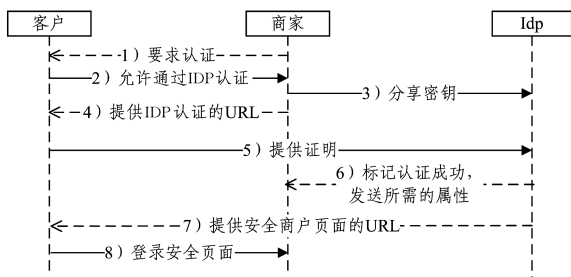 客户
商家
Idp
1）要求认证
2）允许通过IDP认证
3）分享密钥
4）提供IDP认证的URL
5）提供证明
6）标记认证成功，
发送所需的属性
7）提供安全商户页面的URL
8）登录安全页面